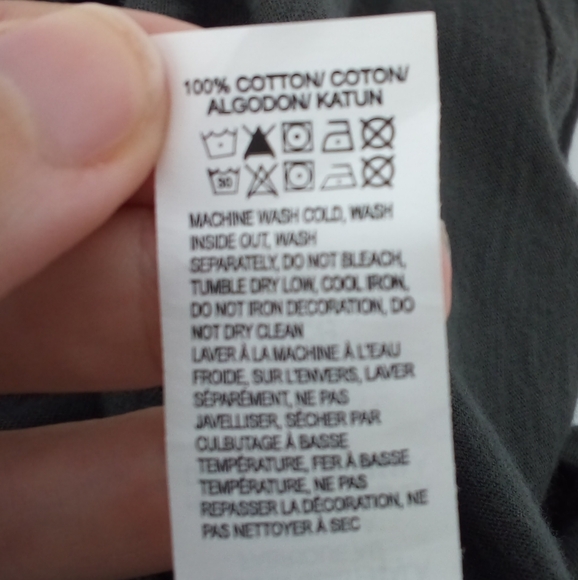 100% COTTON/ COTON/
ALGODON/ KATUN
30
MACHINE WASH COLD, WASH
INSIDE OUT, WASH
SEPARATELY, DO NOT BLEACH,
TUMBLE DRY LOW, COOL IRON,
DO NOT IRON DECORATION, DO
NOT DRY CLEAN
LAVER À LA MACHINE À L'EAU
FROIDE, SUR L'ENVERS, LAVER
SÉPARÉMENT, NE PAS
JAVELLISER, SÉCHER PAR
CULBUTAGE À BASSE
TEMPÉRATURE, FER À BASSE
TEMPÉRATURE, NE PAS
REPASSER LA DÉCORATION, NE
PAS NETTOYER À SEC